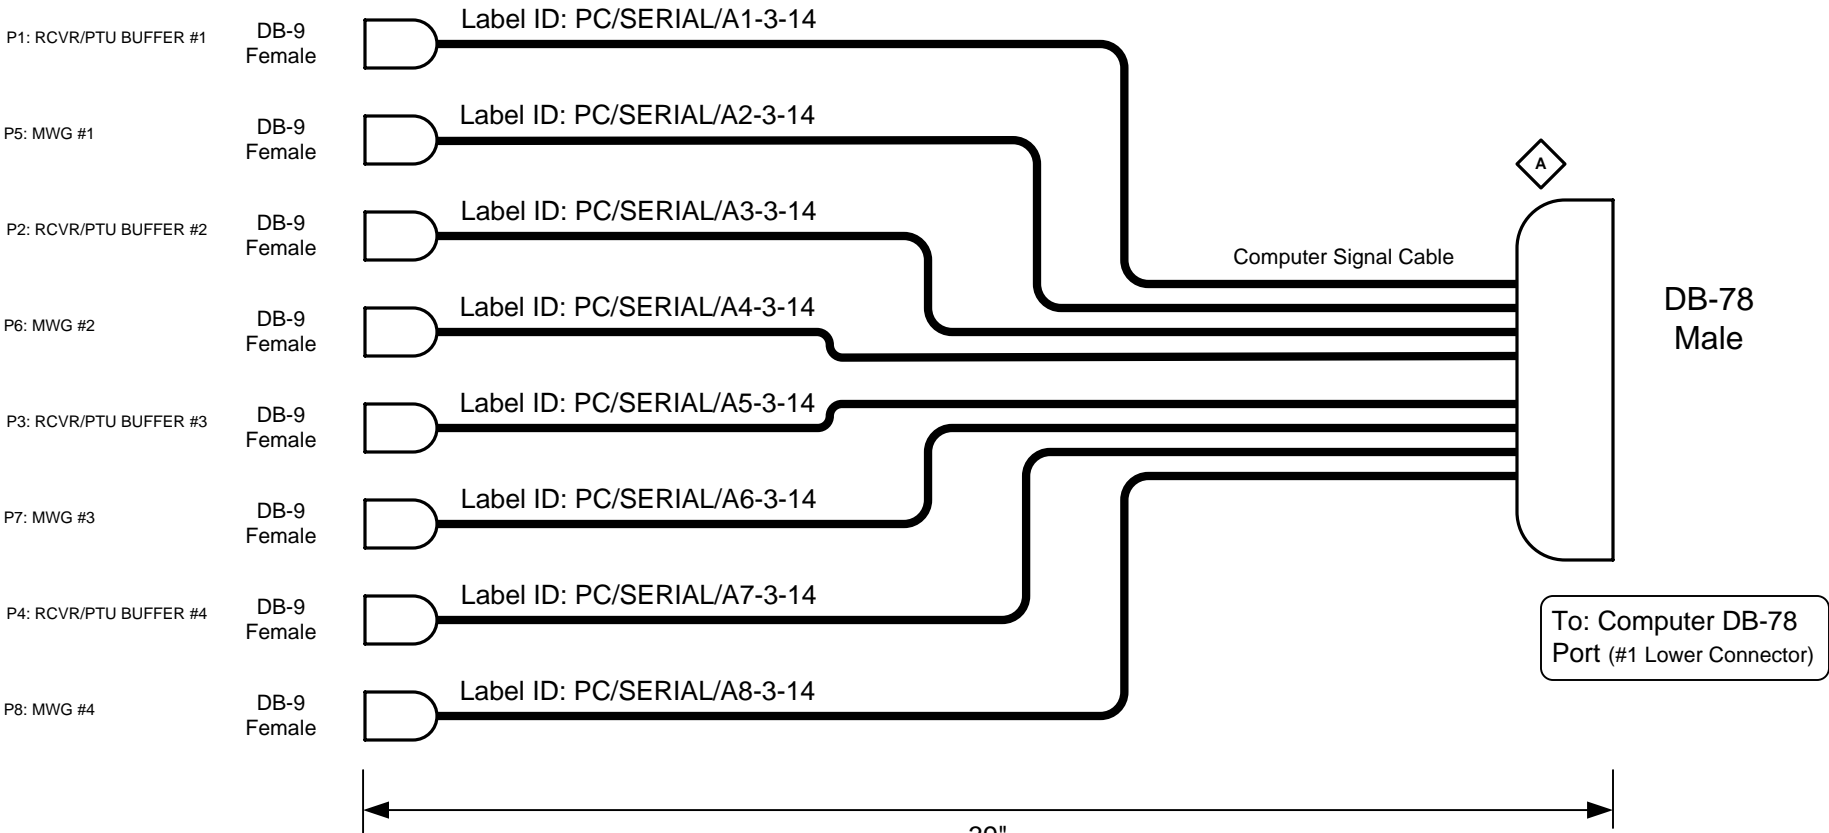 P1: RCVR/PTU BUFFER #1
DB-9
Female
Label ID: PC/SERIAL/A1-3-14
P5: MWG #1
DB-9
Female
Label ID: PC/SERIAL/A2-3-14
P2: RCVR/PTU BUFFER #2
DB-9
Female
Label ID: PC/SERIAL/A3-3-14
P6: MWG #2
DB-9
Female
Label ID: PC/SERIAL/A4-3-14
P3: RCVR/PTU BUFFER #3
DB-9
Female
Label ID: PC/SERIAL/A5-3-14
P7: MWG #3
DB-9
Female
Label ID: PC/SERIAL/A6-3-14
P4: RCVR/PTU BUFFER #4
DB-9
Female
Label ID: PC/SERIAL/A7-3-14
P8: MWG #4
DB-9
Female
Label ID: PC/SERIAL/A8-3-14
A
Computer Signal Cable
DB-78
Male
To: Computer DB-78
Port (#1 Lower Connector)